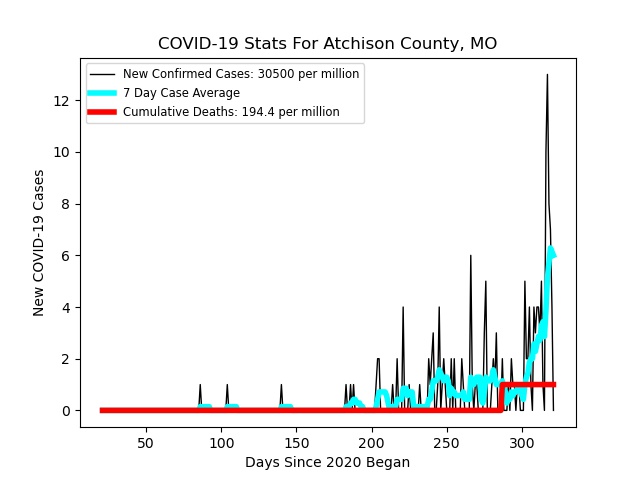 COVID-19 Stats For Atchison County, MO
New Confirmed Cases: 30500 per million
7 Day Case Average
Cumulative Deaths: 194.4 per million
New COVID-19 Cases
12
10
8
6
4
2
0
50 100 150 200 250 300
Days Since 2020 Began